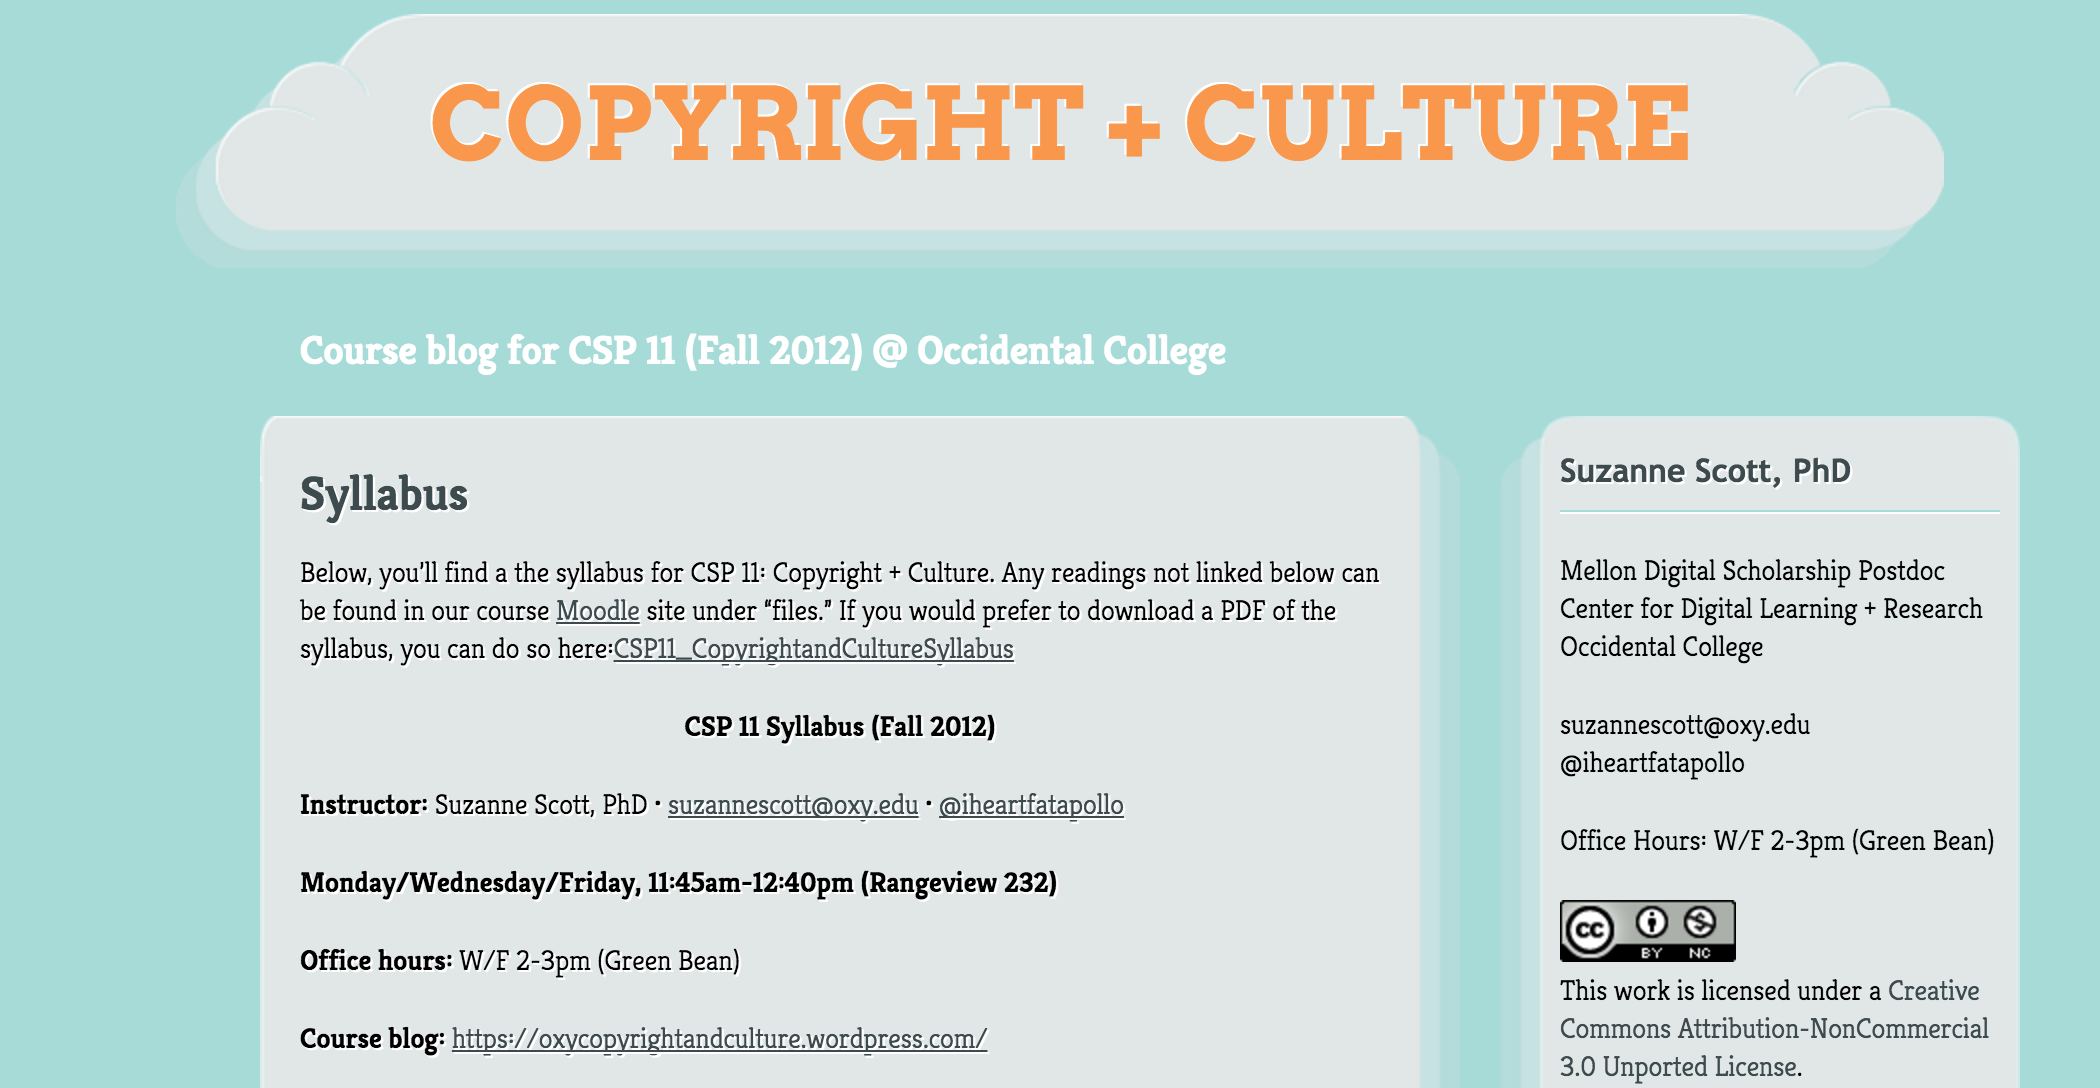 COPYRIGHT + CULTURE
Course blog for CSP 11 (Fall 2012) @ Occidental College
Syllabus
Below, you'll find a the syllabus for CSP 11: Copyright + Culture. Any readings not linked below can
be found in our course Moodle site under “files.” If you would prefer to download a PDF of the
syllabus, you can do so here:CSP11_CopyrightandCultureSyllabus
CSP 11 Syllabus (Fall 2012)
Instructor: Suzanne Scott, PhD • suzannescott@oxy.edu • @iheartfatapollo
Monday/Wednesday/Friday, 11:45am-12:40pm (Rangeview 232)
Office hours: W/F 2-3pm (Green Bean)
Course blog: https://oxycopyrightandculture.wordpress.com/
Suzanne Scott, PhD
Mellon Digital Scholarship Postdoc
Center for Digital Learning + Research
Occidental College
suzannescott@oxy.edu
@iheartfatapollo
Office Hours: W/F 2-3pm (Green Bean)
cc BY NC
This work is licensed under a Creative
Commons Attribution-NonCommercial
3.0 Unported License.